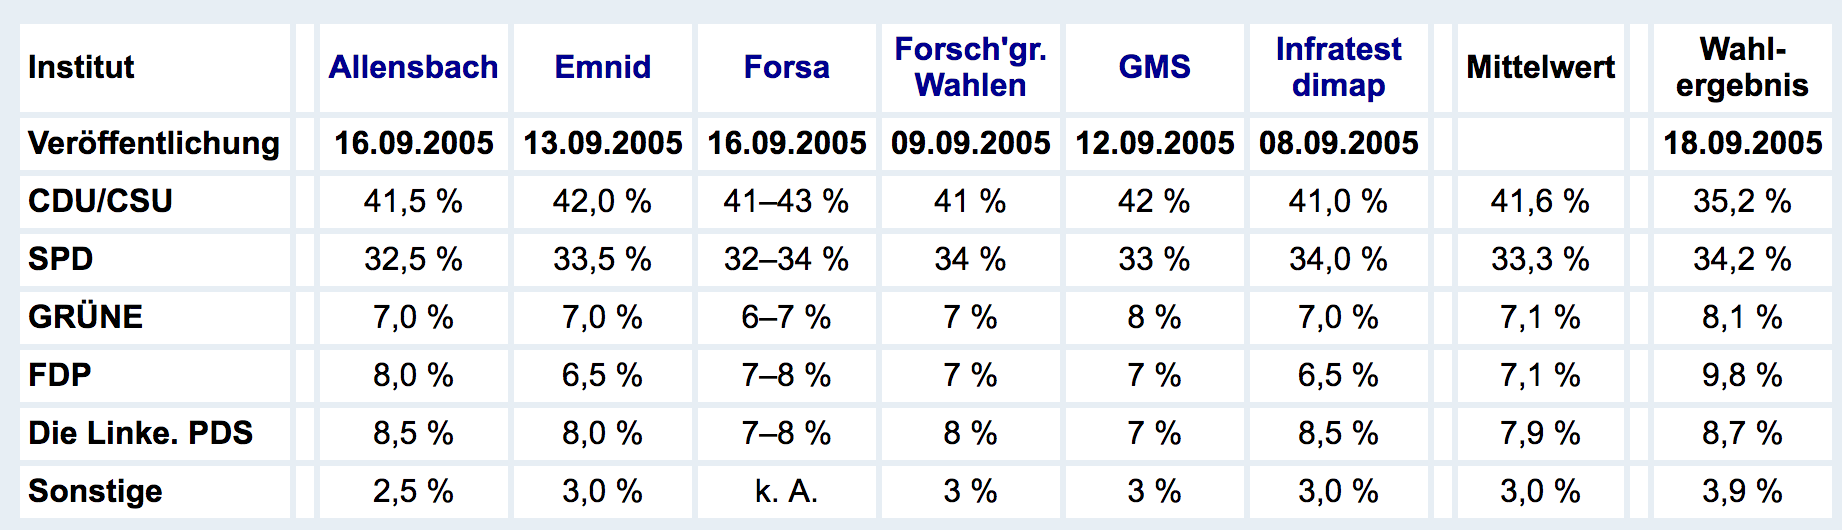 Institut Allensbach Emnid Forsa Forsch'gr. Wahlen GMS Infratest dimap Mittelwert Wahl-ergebnis
Veröffentlichung 16.09.2005 13.09.2005 16.09.2005 09.09.2005 12.09.2005 08.09.2005 18.09.2005
CDU/CSU 41,5 % 42,0 % 41–43 % 41 % 42 % 41,0 % 41,6 % 35,2 %
SPD 32,5 % 33,5 % 32–34 % 34 % 33 % 34,0 % 33,3 % 34,2 %
GRÜNE 7,0 % 7,0 % 6–7 % 7 % 8 % 7,0 % 7,1 % 8,1 %
FDP 8,0 % 6,5 % 7–8 % 7 % 7 % 6,5 % 7,1 % 9,8 %
Die Linke. PDS 8,5 % 8,0 % 7–8 % 8 % 7 % 8,5 % 7,9 % 8,7 %
Sonstige 2,5 % 3,0 % k. A. 3 % 3 % 3,0 % 3,0 % 3,9 %